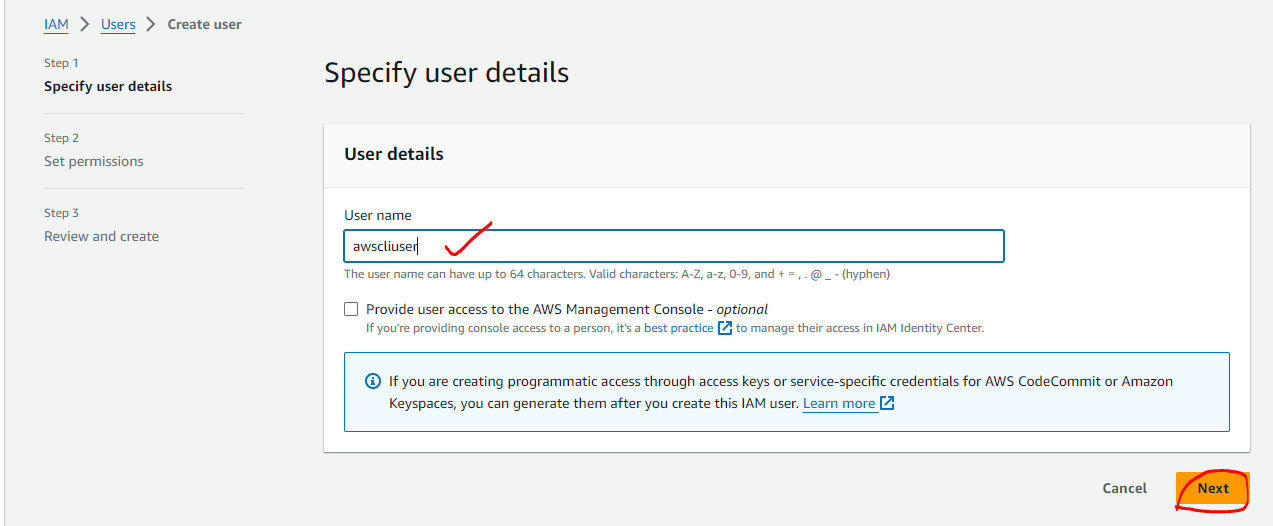 IAM > Users > Create user
Step 1
Specify user details
Step 2
Set permissions
Step 3
Review and create
Specify user details
User details
User name
awscliuser
The user name can have up to 64 characters. Valid characters: A-Z, a-z, 0-9, and + = , . @ _ - (hyphen)
Provide user access to the AWS Management Console - optional
If you're providing console access to a person, it's a best practice to manage their access in IAM Identity Center.
If you are creating programmatic access through access keys or service-specific credentials for AWS CodeCommit or Amazon
Keyspaces, you can generate them after you create this IAM user. Learn more
Cancel Next